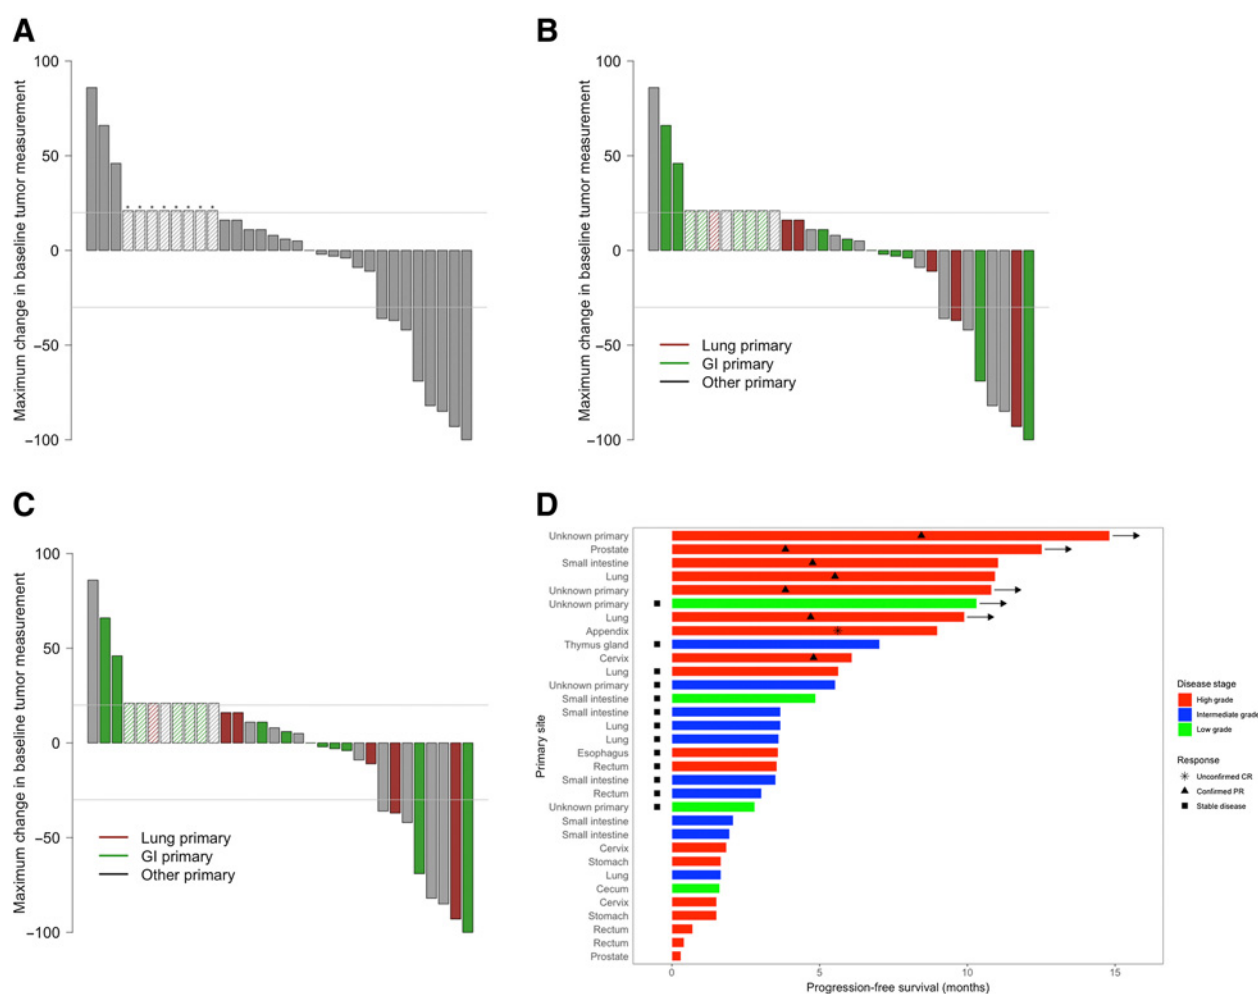 A
Maximum change in baseline tumor measurement
100
50
0
−50
−100
* * * * * * * *
B
Maximum change in baseline tumor measurement
100
50
0
−50
−100
Lung primary
GI primary
Other primary
C
Maximum change in baseline tumor measurement
100
50
0
−50
−100
Lung primary
GI primary
Other primary
D
Primary site
Unknown primary
Prostate
Small intestine
Lung
Unknown primary
Unknown primary
Lung
Appendix
Thymus gland
Cervix
Lung
Unknown primary
Small intestine
Small intestine
Lung
Lung
Esophagus
Rectum
Small intestine
Rectum
Unknown primary
Small intestine
Small intestine
Cervix
Stomach
Lung
Cecum
Cervix
Stomach
Rectum
Rectum
Prostate
0 5 10 15
Progression-free survival (months)
Disease stage
High grade
Intermediate grade
Low grade
Response
Unconfirmed CR
Confirmed PR
Stable disease